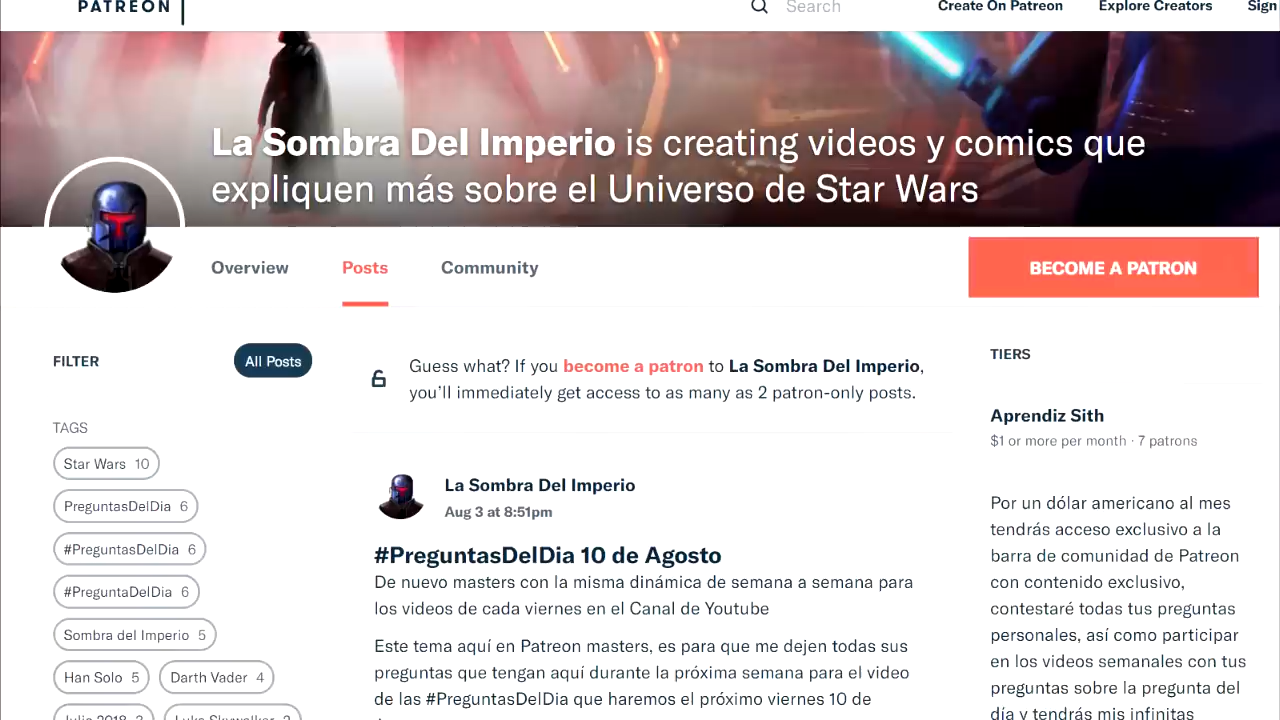 PATREON
Search
Create On Patreon
Explore Creators
Sign
La Sombra Del Imperio is creating videos y comics que
expliquen más sobre el Universo de Star Wars
Overview
Posts
Community
BECOME A PATRON
FILTER
All Posts
TAGS
Star Wars 10
PreguntasDelDia 6
#PreguntasDelDia 6
#PreguntaDelDia 6
Sombra del Imperio 5
Han Solo 5
Darth Vader 4
Julio 2018 3
Luke Skywalker 2
Guess what? If you become a patron to La Sombra Del Imperio,
you'll immediately get access to as many as 2 patron-only posts.
La Sombra Del Imperio
Aug 3 at 8:51pm
#PreguntasDelDia 10 de Agosto
De nuevo masters con la misma dinámica de semana a semana para
los videos de cada viernes en el Canal de Youtube
Este tema aquí en Patreon masters, es para que me dejen todas sus
preguntas que tengan aquí durante la próxima semana para el video
de las #PreguntasDelDia que haremos el próximo viernes 10 de
TIERS
Aprendiz Sith
$1 or more per month · 7 patrons
Por un dólar americano al mes
tendrás acceso exclusivo a la
barra de comunidad de Patreon
con contenido exclusivo,
contestaré todas tus preguntas
personales, así como participar
en los videos semanales con tus
preguntas sobre la pregunta del
día y tendrás mis infinitas